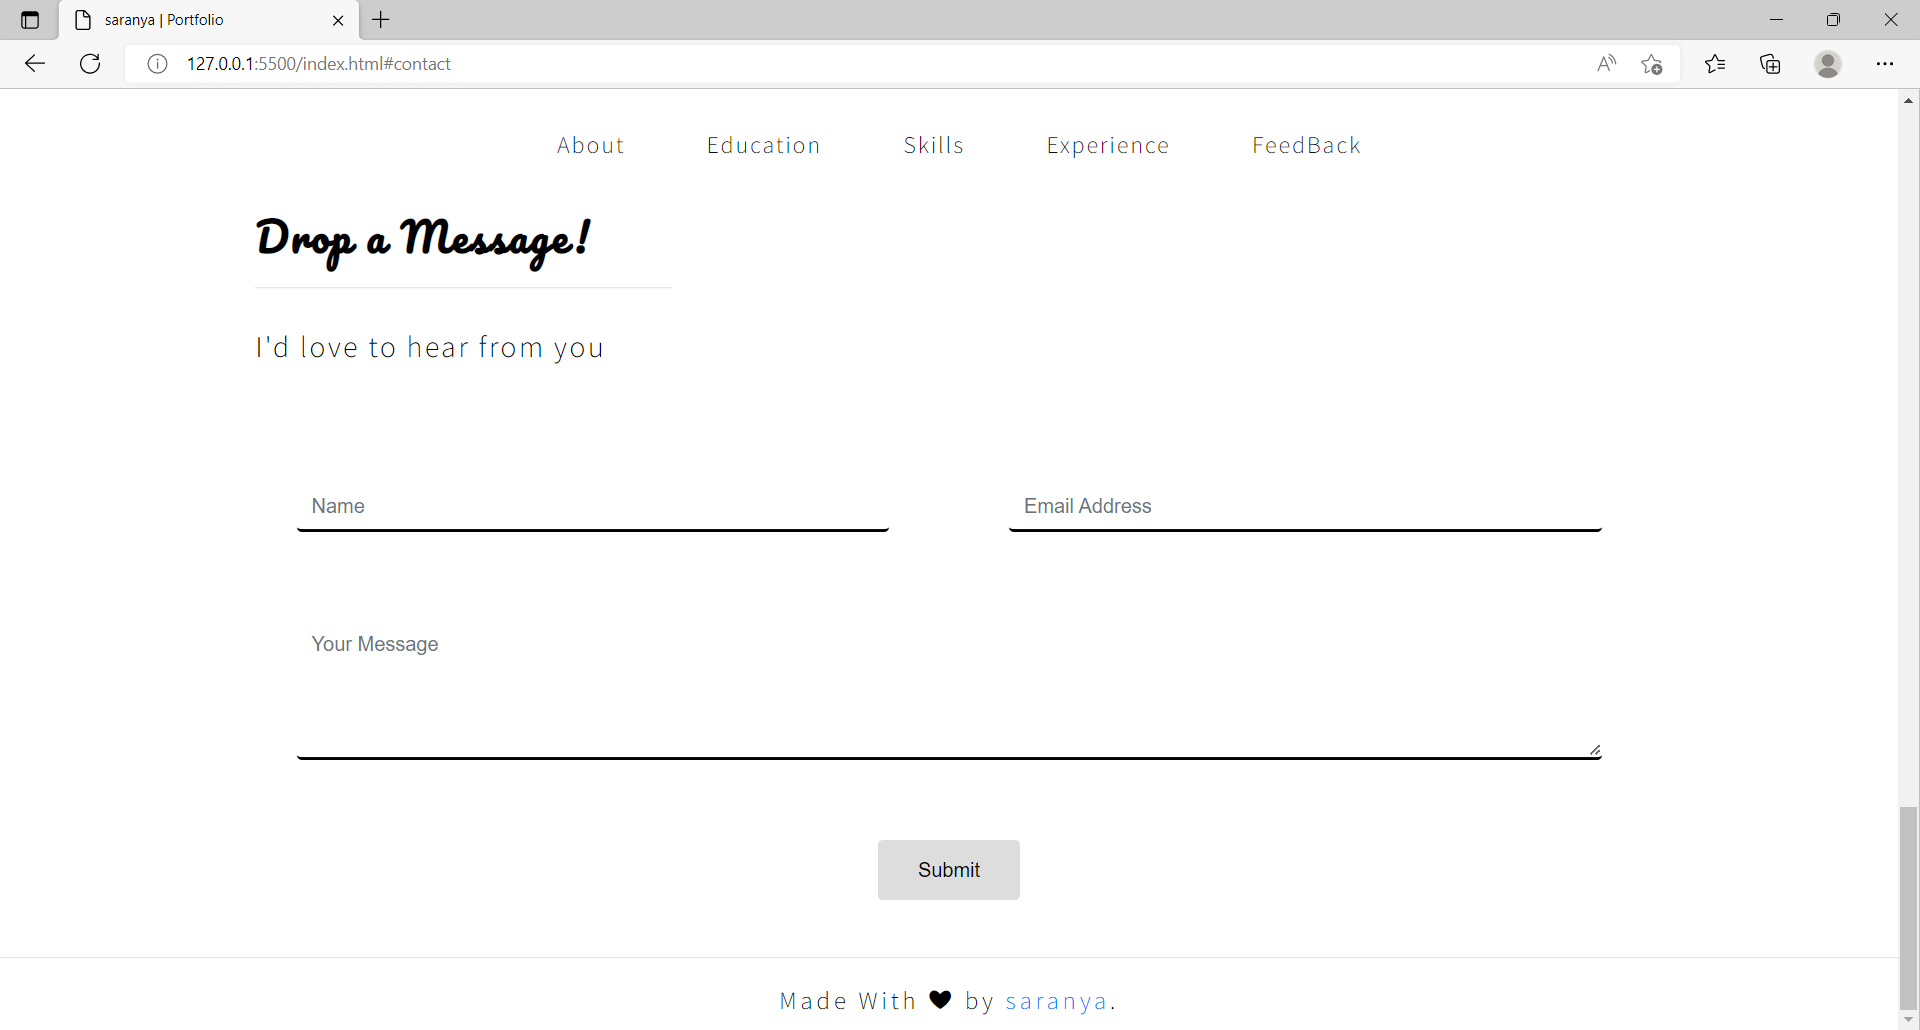 saranya | Portfolio
127.0.0.1:5500/index.html#contact
About Education Skills Experience FeedBack
Drop a Message!
I'd love to hear from you
Name Email Address
Your Message
Submit
Made With ♥ by saranya.